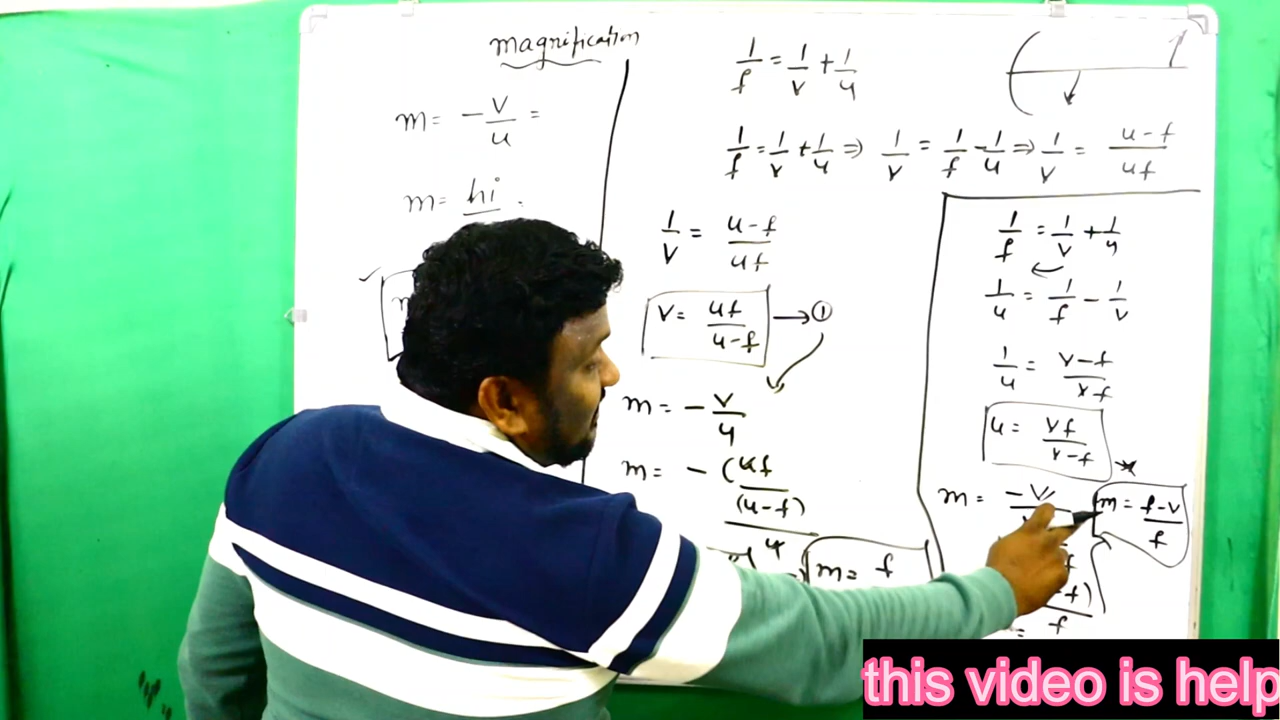 magnification
m= -v/u =
m= hi
1/f = 1/v + 1/u
1/f = 1/v + 1/u ⇒ 1/v = 1/f - 1/u ⇒ 1/v = u-f/uf
1/v = u-f/uf
v= uf/u-f → ①
m= -v/u
m= -(uf/(u-f)/u
m= f
1/f = 1/v + 1/u
1/u = 1/f - 1/v
1/u = v-f/vf
u= vf/v-f
m= -v
m= f-v/f
this video is help